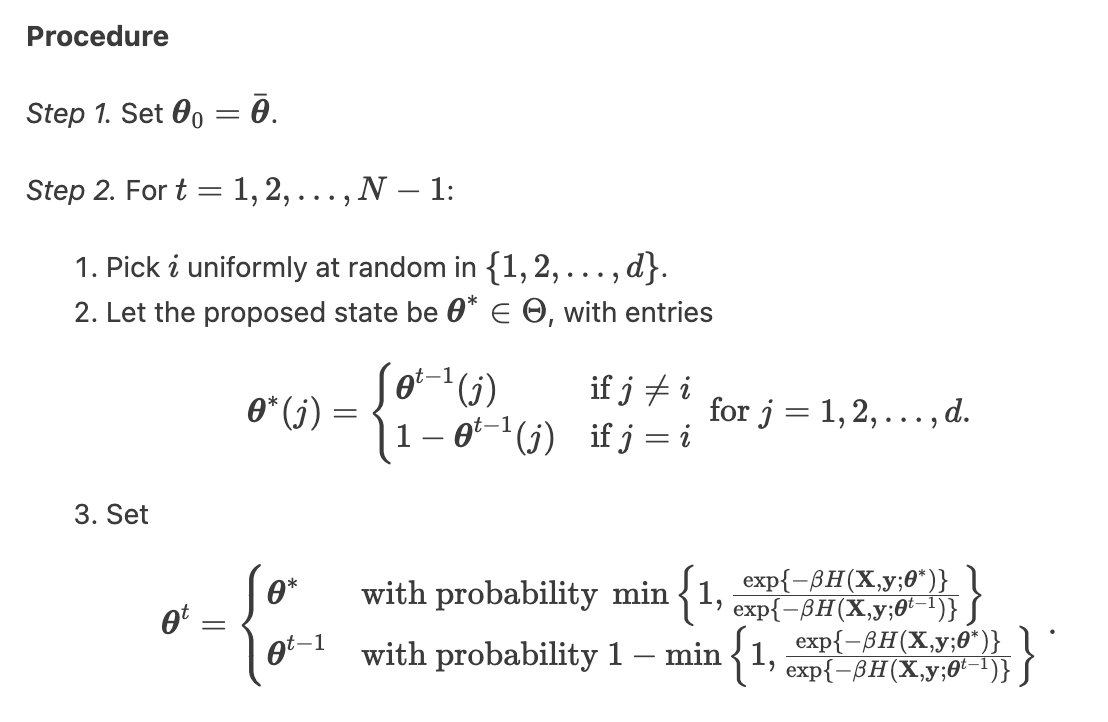 Procedure
Step 1. Set $\boldsymbol{\theta}_0 = \bar{\boldsymbol{\theta}}$.
Step 2. For $t = 1, 2, \ldots, N - 1$:
1. Pick $i$ uniformly at random in $\{1, 2, \ldots, d\}$.
2. Let the proposed state be $\boldsymbol{\theta}^* \in \Theta$, with entries
$\boldsymbol{\theta}^*(j) = \begin{cases} \boldsymbol{\theta}^{t-1}(j) & \text{if } j \neq i \\ 1 - \boldsymbol{\theta}^{t-1}(j) & \text{if } j = i \end{cases} \text{ for } j = 1, 2, \ldots, d.$
3. Set
$\boldsymbol{\theta}^t = \begin{cases} \boldsymbol{\theta}^* & \text{with probability } \min\left\{1, \frac{\exp\{-\beta H(\mathbf{X},\mathbf{y};\boldsymbol{\theta}^*)\}}{\exp\{-\beta H(\mathbf{X},\mathbf{y};\boldsymbol{\theta}^{t-1})\}}\right\} \\ \boldsymbol{\theta}^{t-1} & \text{with probability } 1 - \min\left\{1, \frac{\exp\{-\beta H(\mathbf{X},\mathbf{y};\boldsymbol{\theta}^*)\}}{\exp\{-\beta H(\mathbf{X},\mathbf{y};\boldsymbol{\theta}^{t-1})\}}\right\} \end{cases}.$